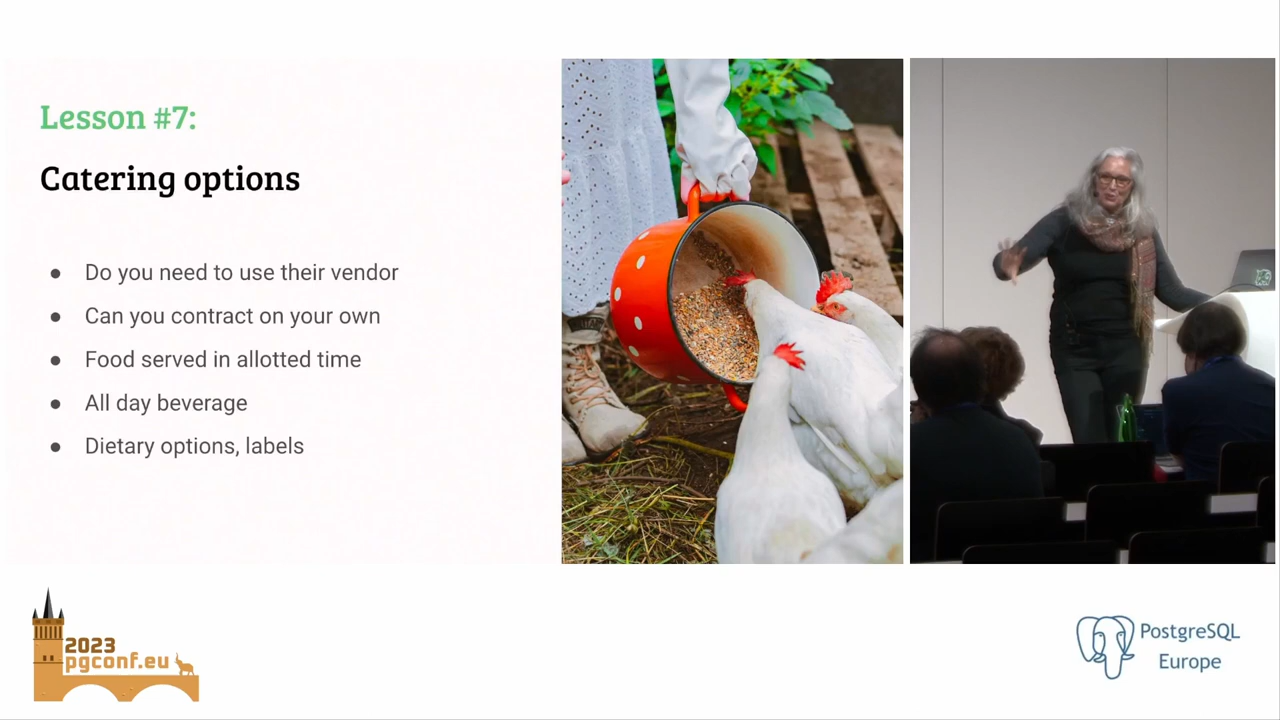 Lesson #7:
Catering options
● Do you need to use their vendor
● Can you contract on your own
● Food served in allotted time
● All day beverage
● Dietary options, labels
2023
pgconf.eu
PostgreSQL
Europe